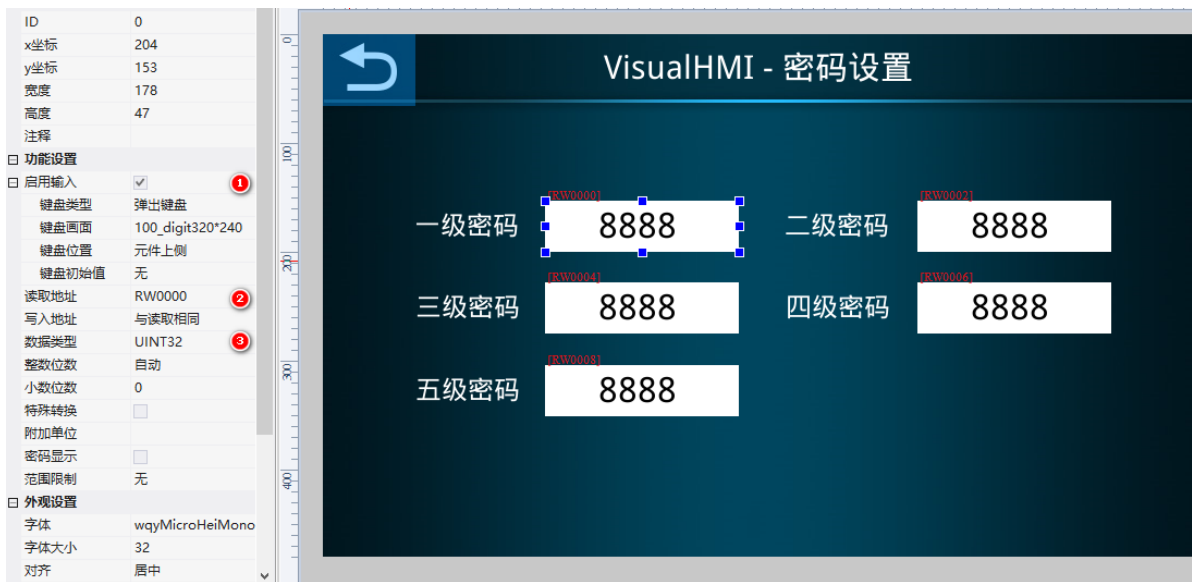 ID 0
x坐标 204
y坐标 153
宽度 178
高度 47
注释
功能设置
启用输入 1
键盘类型 弹出键盘
键盘画面 100_digit320*240
键盘位置 元件上侧
键盘初始值 无
读取地址 RW0000 2
写入地址 与读取相同
数据类型 UINT32 3
整数位数 自动
小数位数 0
特殊转换
附加单位
密码显示
范围限制 无
外观设置
字体 wqyMicroHeiMono
字体大小 32
对齐 居中
0
100
200
300
400
VisualHMI - 密码设置
[RW0000] [RW0002]
一级密码 8888 二级密码 8888
[RW0004] [RW0006]
三级密码 8888 四级密码 8888
[RW0008]
五级密码 8888